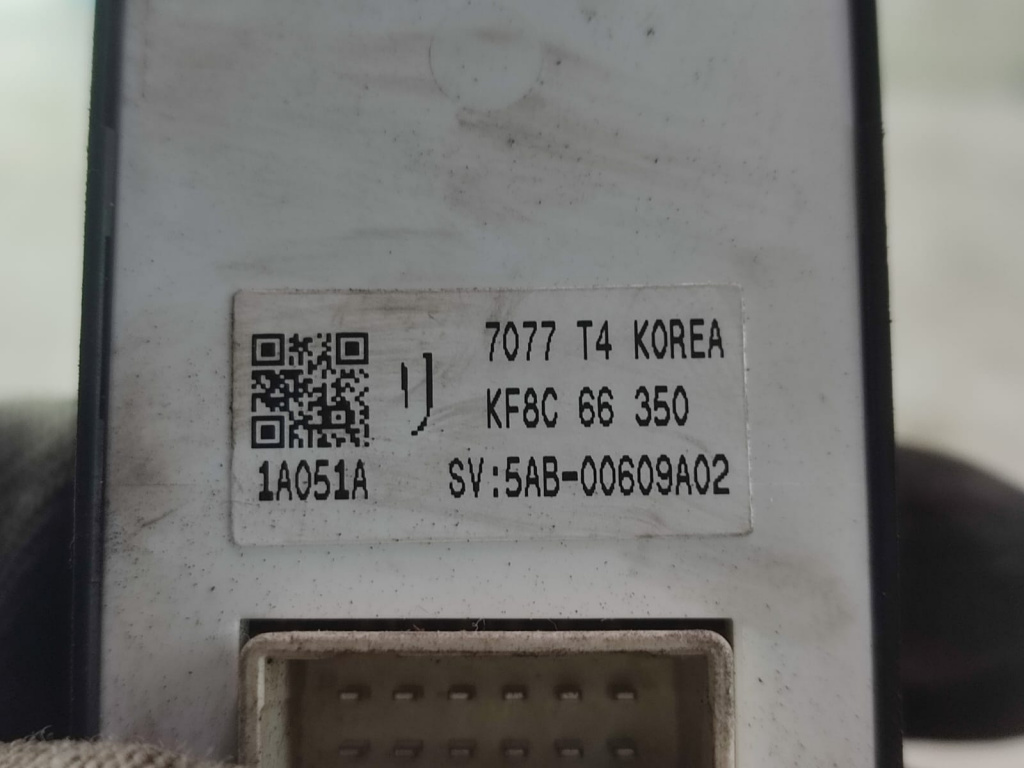 7077 T4 KOREA
KF8C 66 350
1A051A SV:5AB-00609A02